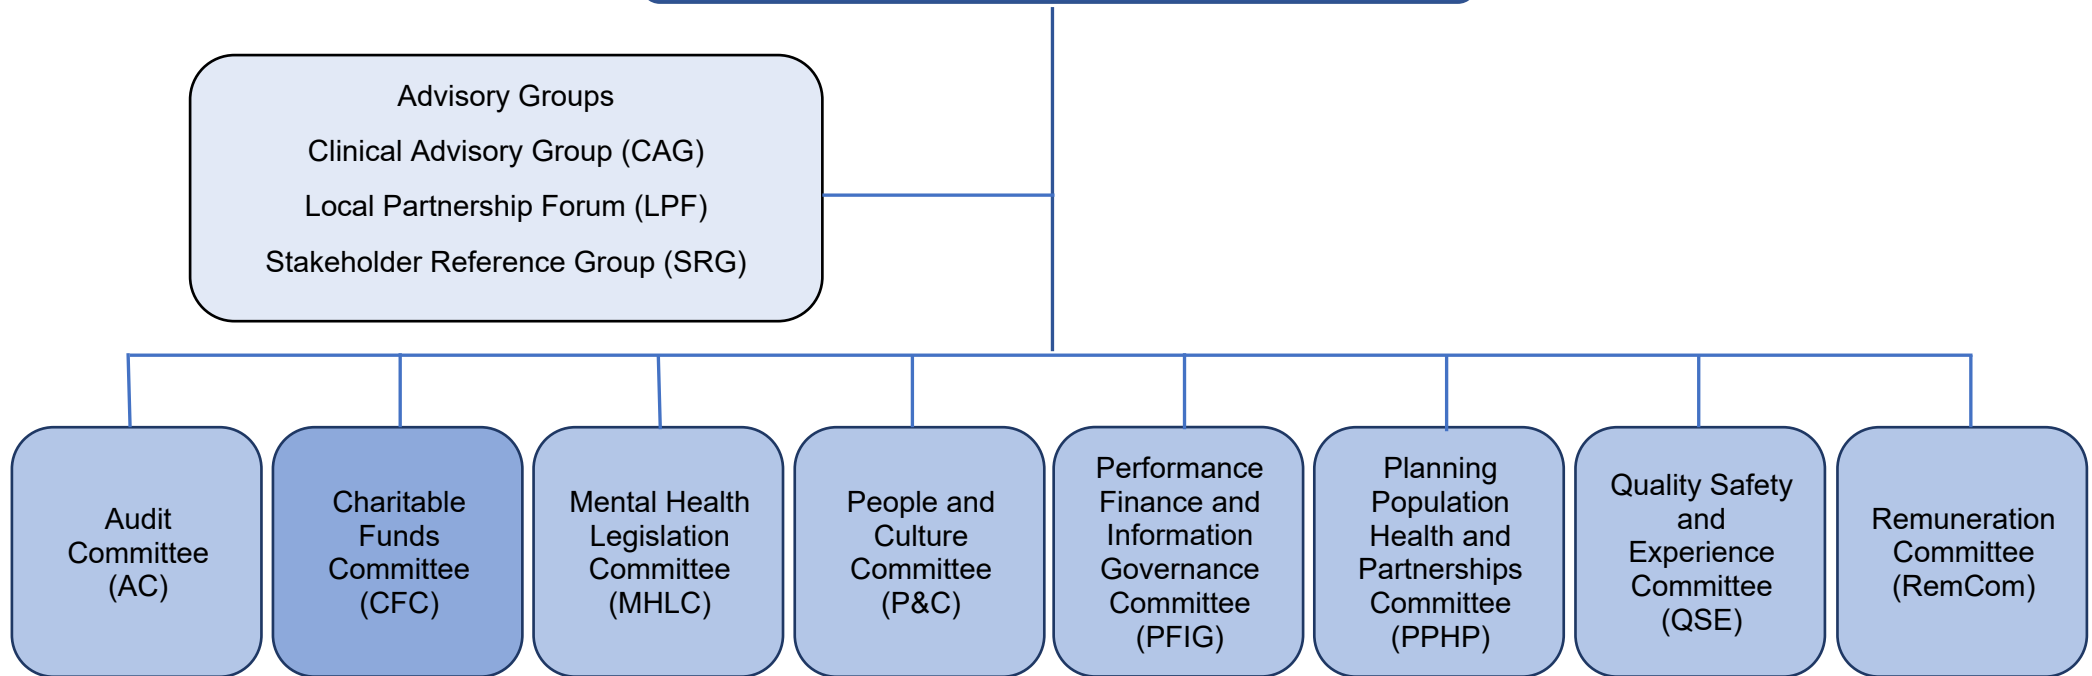 Advisory Groups
Clinical Advisory Group (CAG)
Local Partnership Forum (LPF)
Stakeholder Reference Group (SRG)
Audit
Committee
(AC)
Charitable
Funds
Committee
(CFC)
Mental Health
Legislation
Committee
(MHLC)
People and
Culture
Committee
(P&C)
Performance
Finance and
Information
Governance
Committee
(PFIG)
Planning
Population
Health and
Partnerships
Committee
(PPHP)
Quality Safety
and
Experience
Committee
(QSE)
Remuneration
Committee
(RemCom)